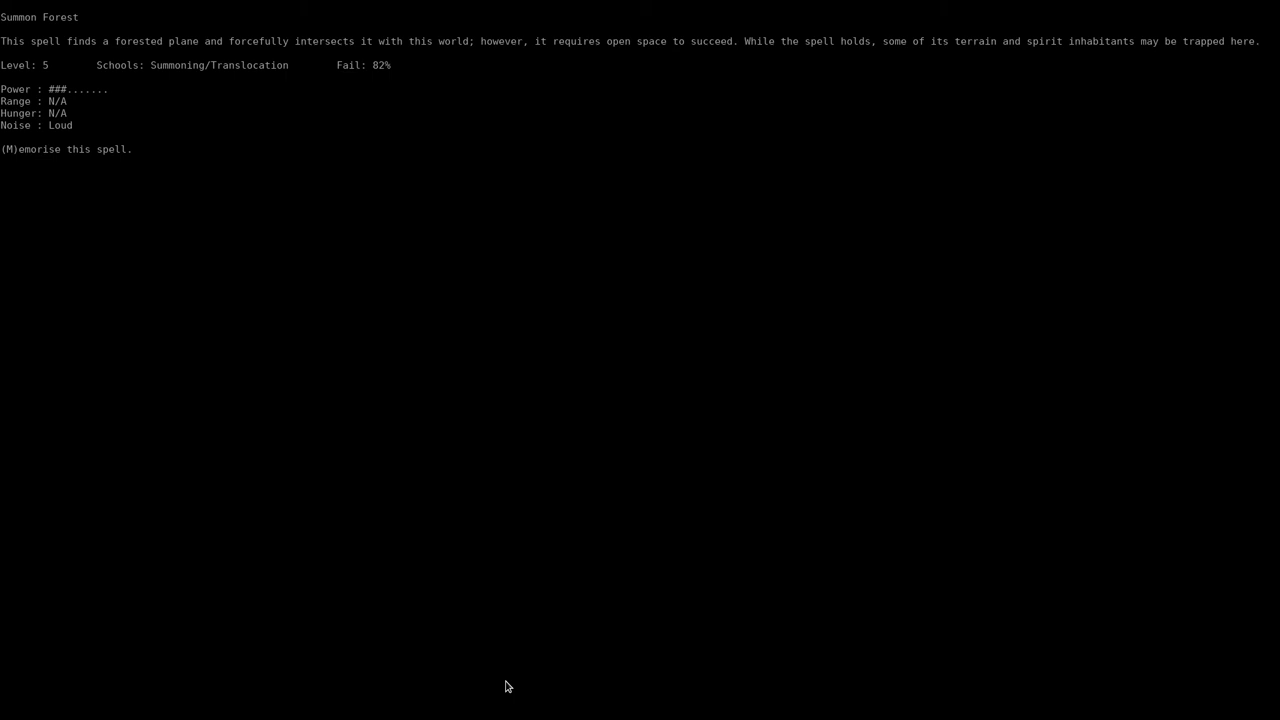 Summon Forest
This spell finds a forested plane and forcefully intersects it with this world; however, it requires open space to succeed. While the spell holds, some of its terrain and spirit inhabitants may be trapped here.
Level: 5        Schools: Summoning/Translocation        Fail: 82%
Power : ###.......
Range : N/A
Hunger: N/A
Noise : Loud
(M)emorise this spell.